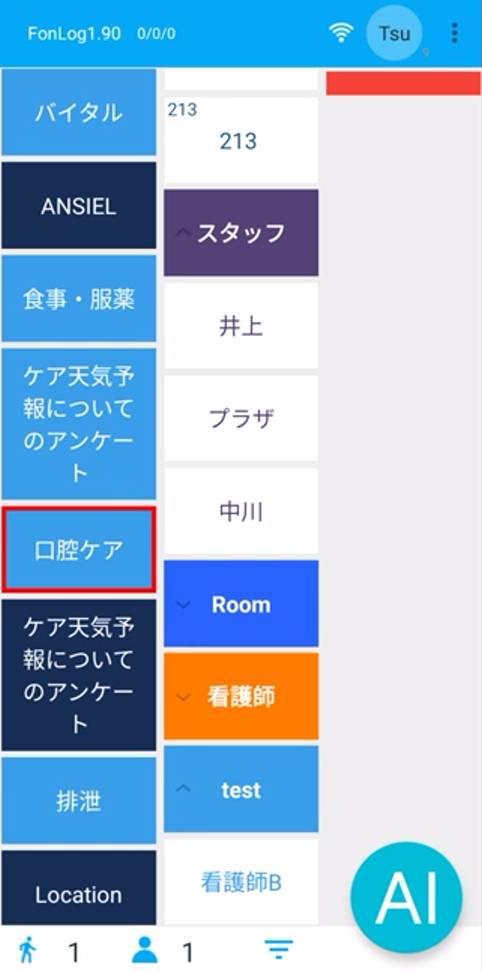 FonLog1.90 0/0/0 Tsu
9
バイタル
ANSIEL
食事・服薬
ケア天気予
報について
のアンケー
ト
口腔ケア
ケア天気予
報について
のアンケー
ト
排泄
Location
213
213
スタッフ
井上
プラザ
中川
Room
看護師
test
看護師B
AI
1 1